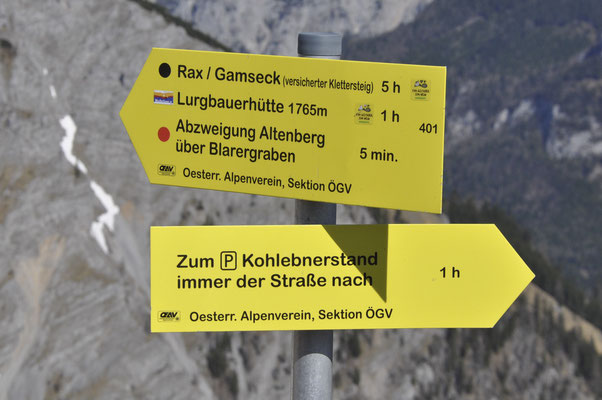 Rax / Gamseck (versicherter Klettersteig) 5 h
Lurgbauerhütte 1765m 1 h
401
Abzweigung Altenberg
über Blarergraben 5 min.
Oesterr. Alpenverein, Sektion ÖGV
Zum P Kohlebnerstand
immer der Straße nach 1 h
Oesterr. Alpenverein, Sektion ÖGV